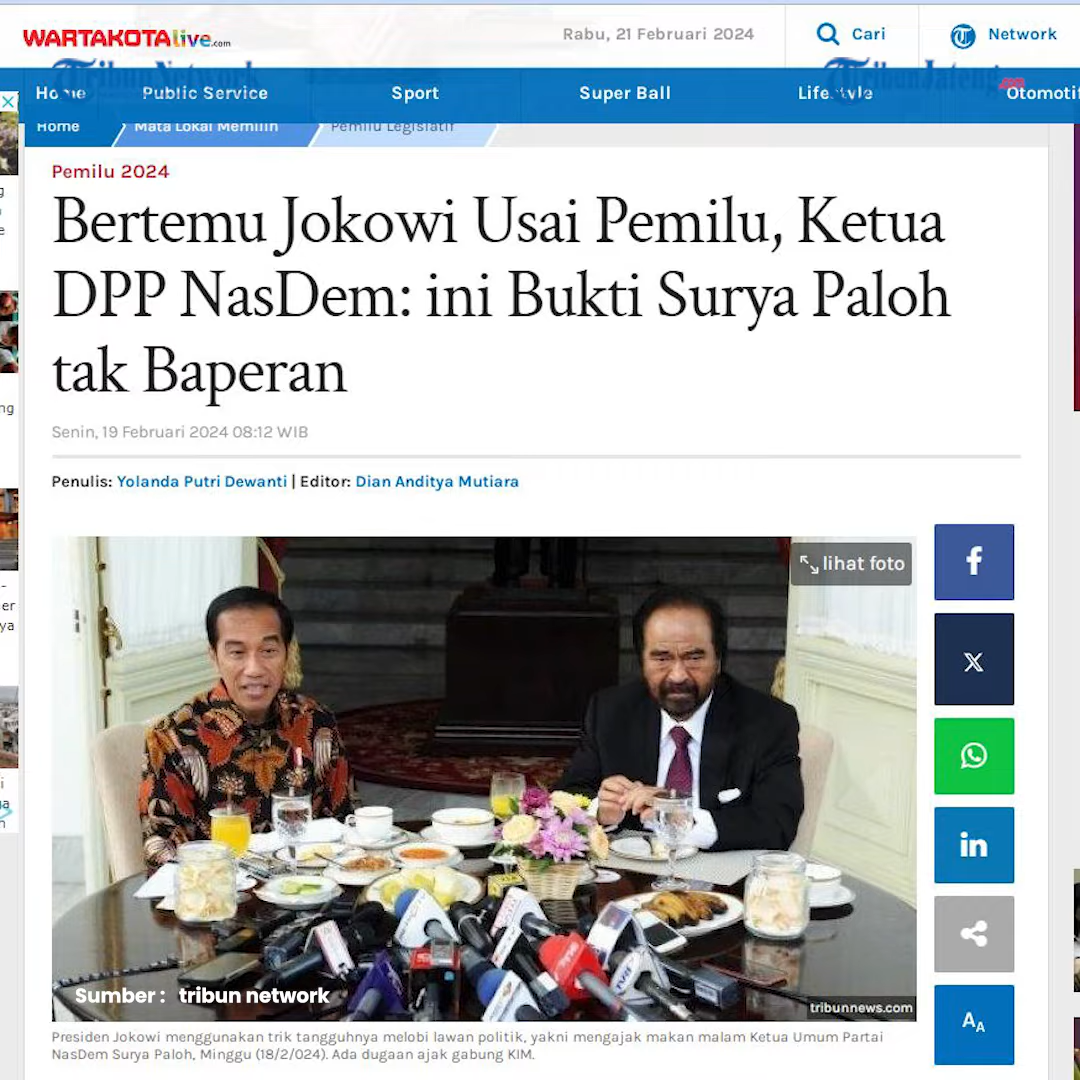 WARTAKOTAlive.com
Rabu, 21 Februari 2024
Cari
Network
Tribun Network
TribunJateng.com
Home Public Service Sport Super Ball Lifestyle Otomotif
Home Mata Lokal Memilih Pemilu Legislatif
Pemilu 2024
Bertemu Jokowi Usai Pemilu, Ketua
DPP NasDem: ini Bukti Surya Paloh
tak Baperan
Senin, 19 Februari 2024 08:12 WIB
Penulis: Yolanda Putri Dewanti | Editor: Dian Anditya Mutiara
lihat foto
Sumber : tribun network
tribunnews.com
Presiden Jokowi menggunakan trik tangguhnya melobi lawan politik, yakni mengajak makan malam Ketua Umum Partai
NasDem Surya Paloh, Minggu (18/2/024). Ada dugaan ajak gabung KIM.